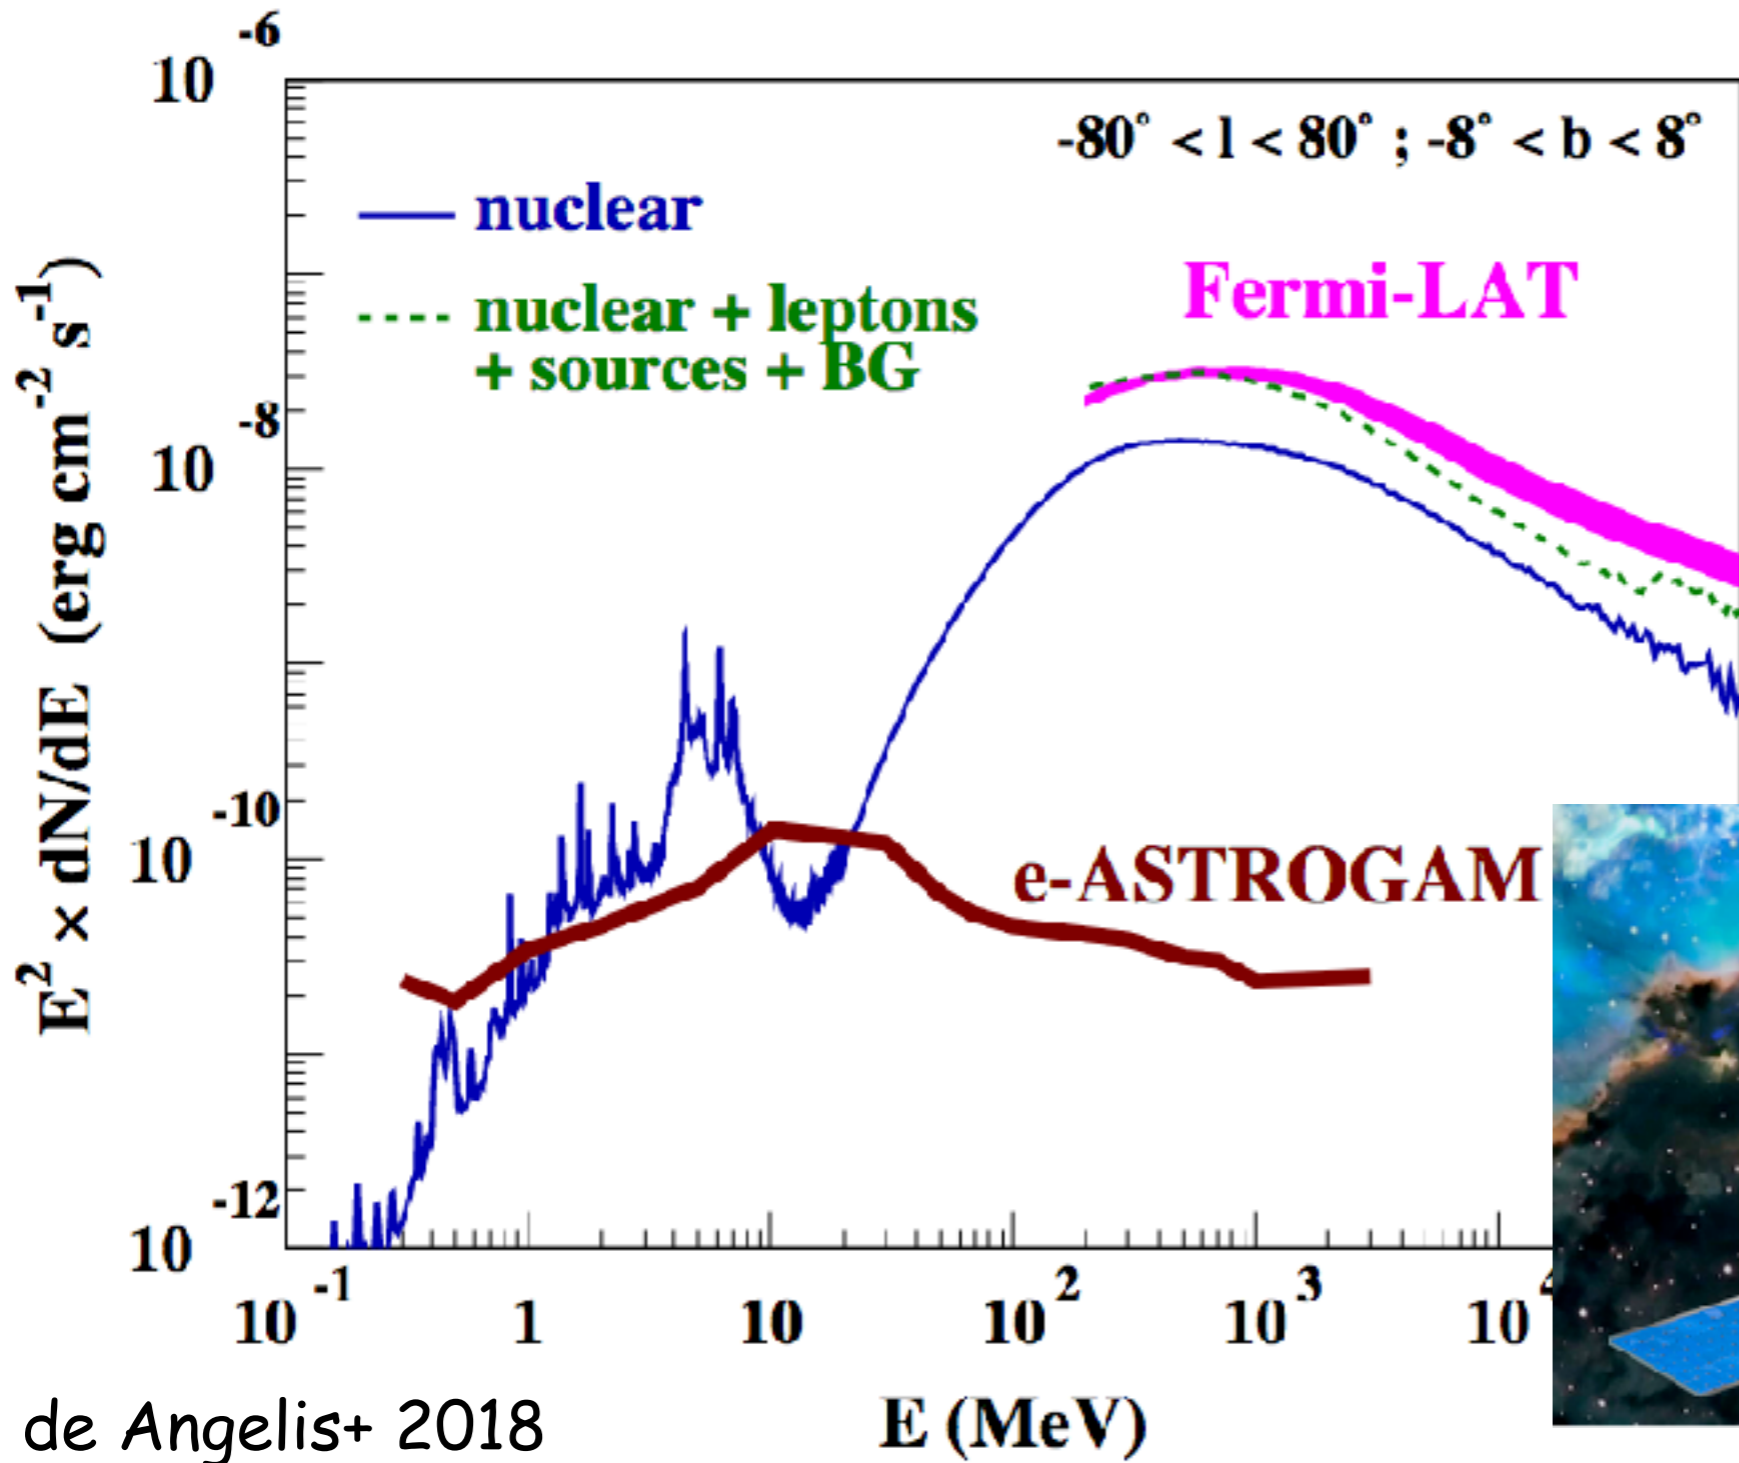 10^-6
-80° < l < 80° ; -8° < b < 8°
nuclear
nuclear + leptons
+ sources + BG
Fermi-LAT
10^-8
E^2 × dN/dE (erg cm^-2 s^-1)
10^-10
e-ASTROGAM
10^-12
10^-1 1 10 10^2 10^3 10^4
E (MeV)
de Angelis+ 2018